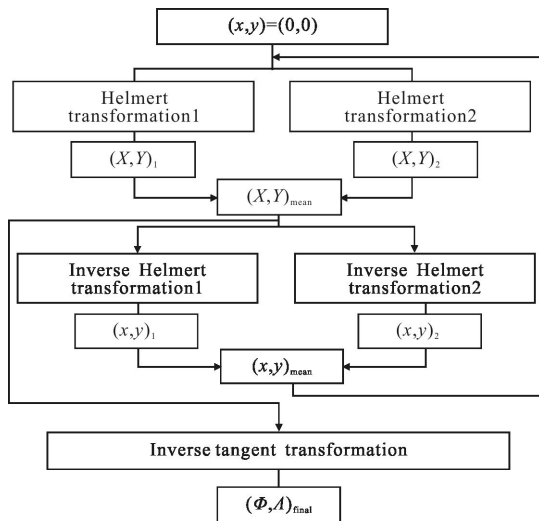 (x,y)=(0,0)
Helmert
transformation1
Helmert
transformation2
(X,Y)₁
(X,Y)₂
(X,Y)mean
Inverse Helmert
transformation1
Inverse Helmert
transformation2
(x,y)₁
(x,y)₂
(x,y)mean
Inverse tangent transformation
(Φ,Λ)final